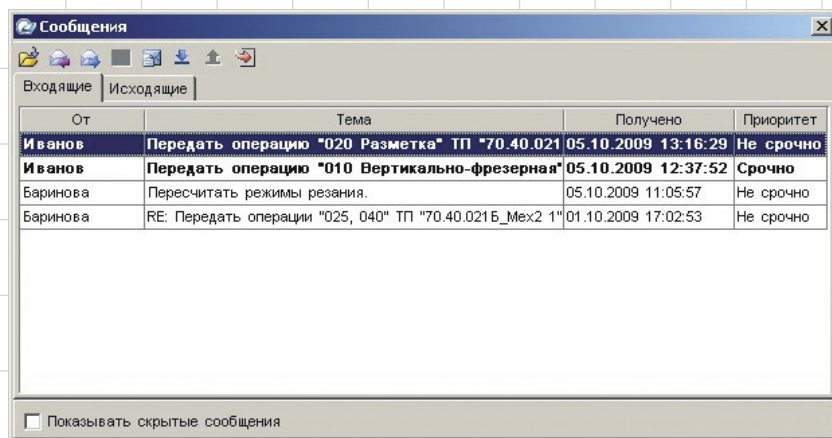 Сообщения
Входящие Исходящие
От Тема Получено Приоритет
Иванов Передать операцию "020 Разметка" ТП "70.40.021 05.10.2009 13:16:29 Не срочно
Иванов Передать операцию "010 Вертикально-фрезерная" 05.10.2009 12:37:52 Срочно
Баринова Пересчитать режимы резания. 05.10.2009 11:05:57 Не срочно
Баринова RE: Передать операции "025, 040" ТП "70.40.021Б_Мех2 1" 01.10.2009 17:02:53 Не срочно
Показывать скрытые сообщения